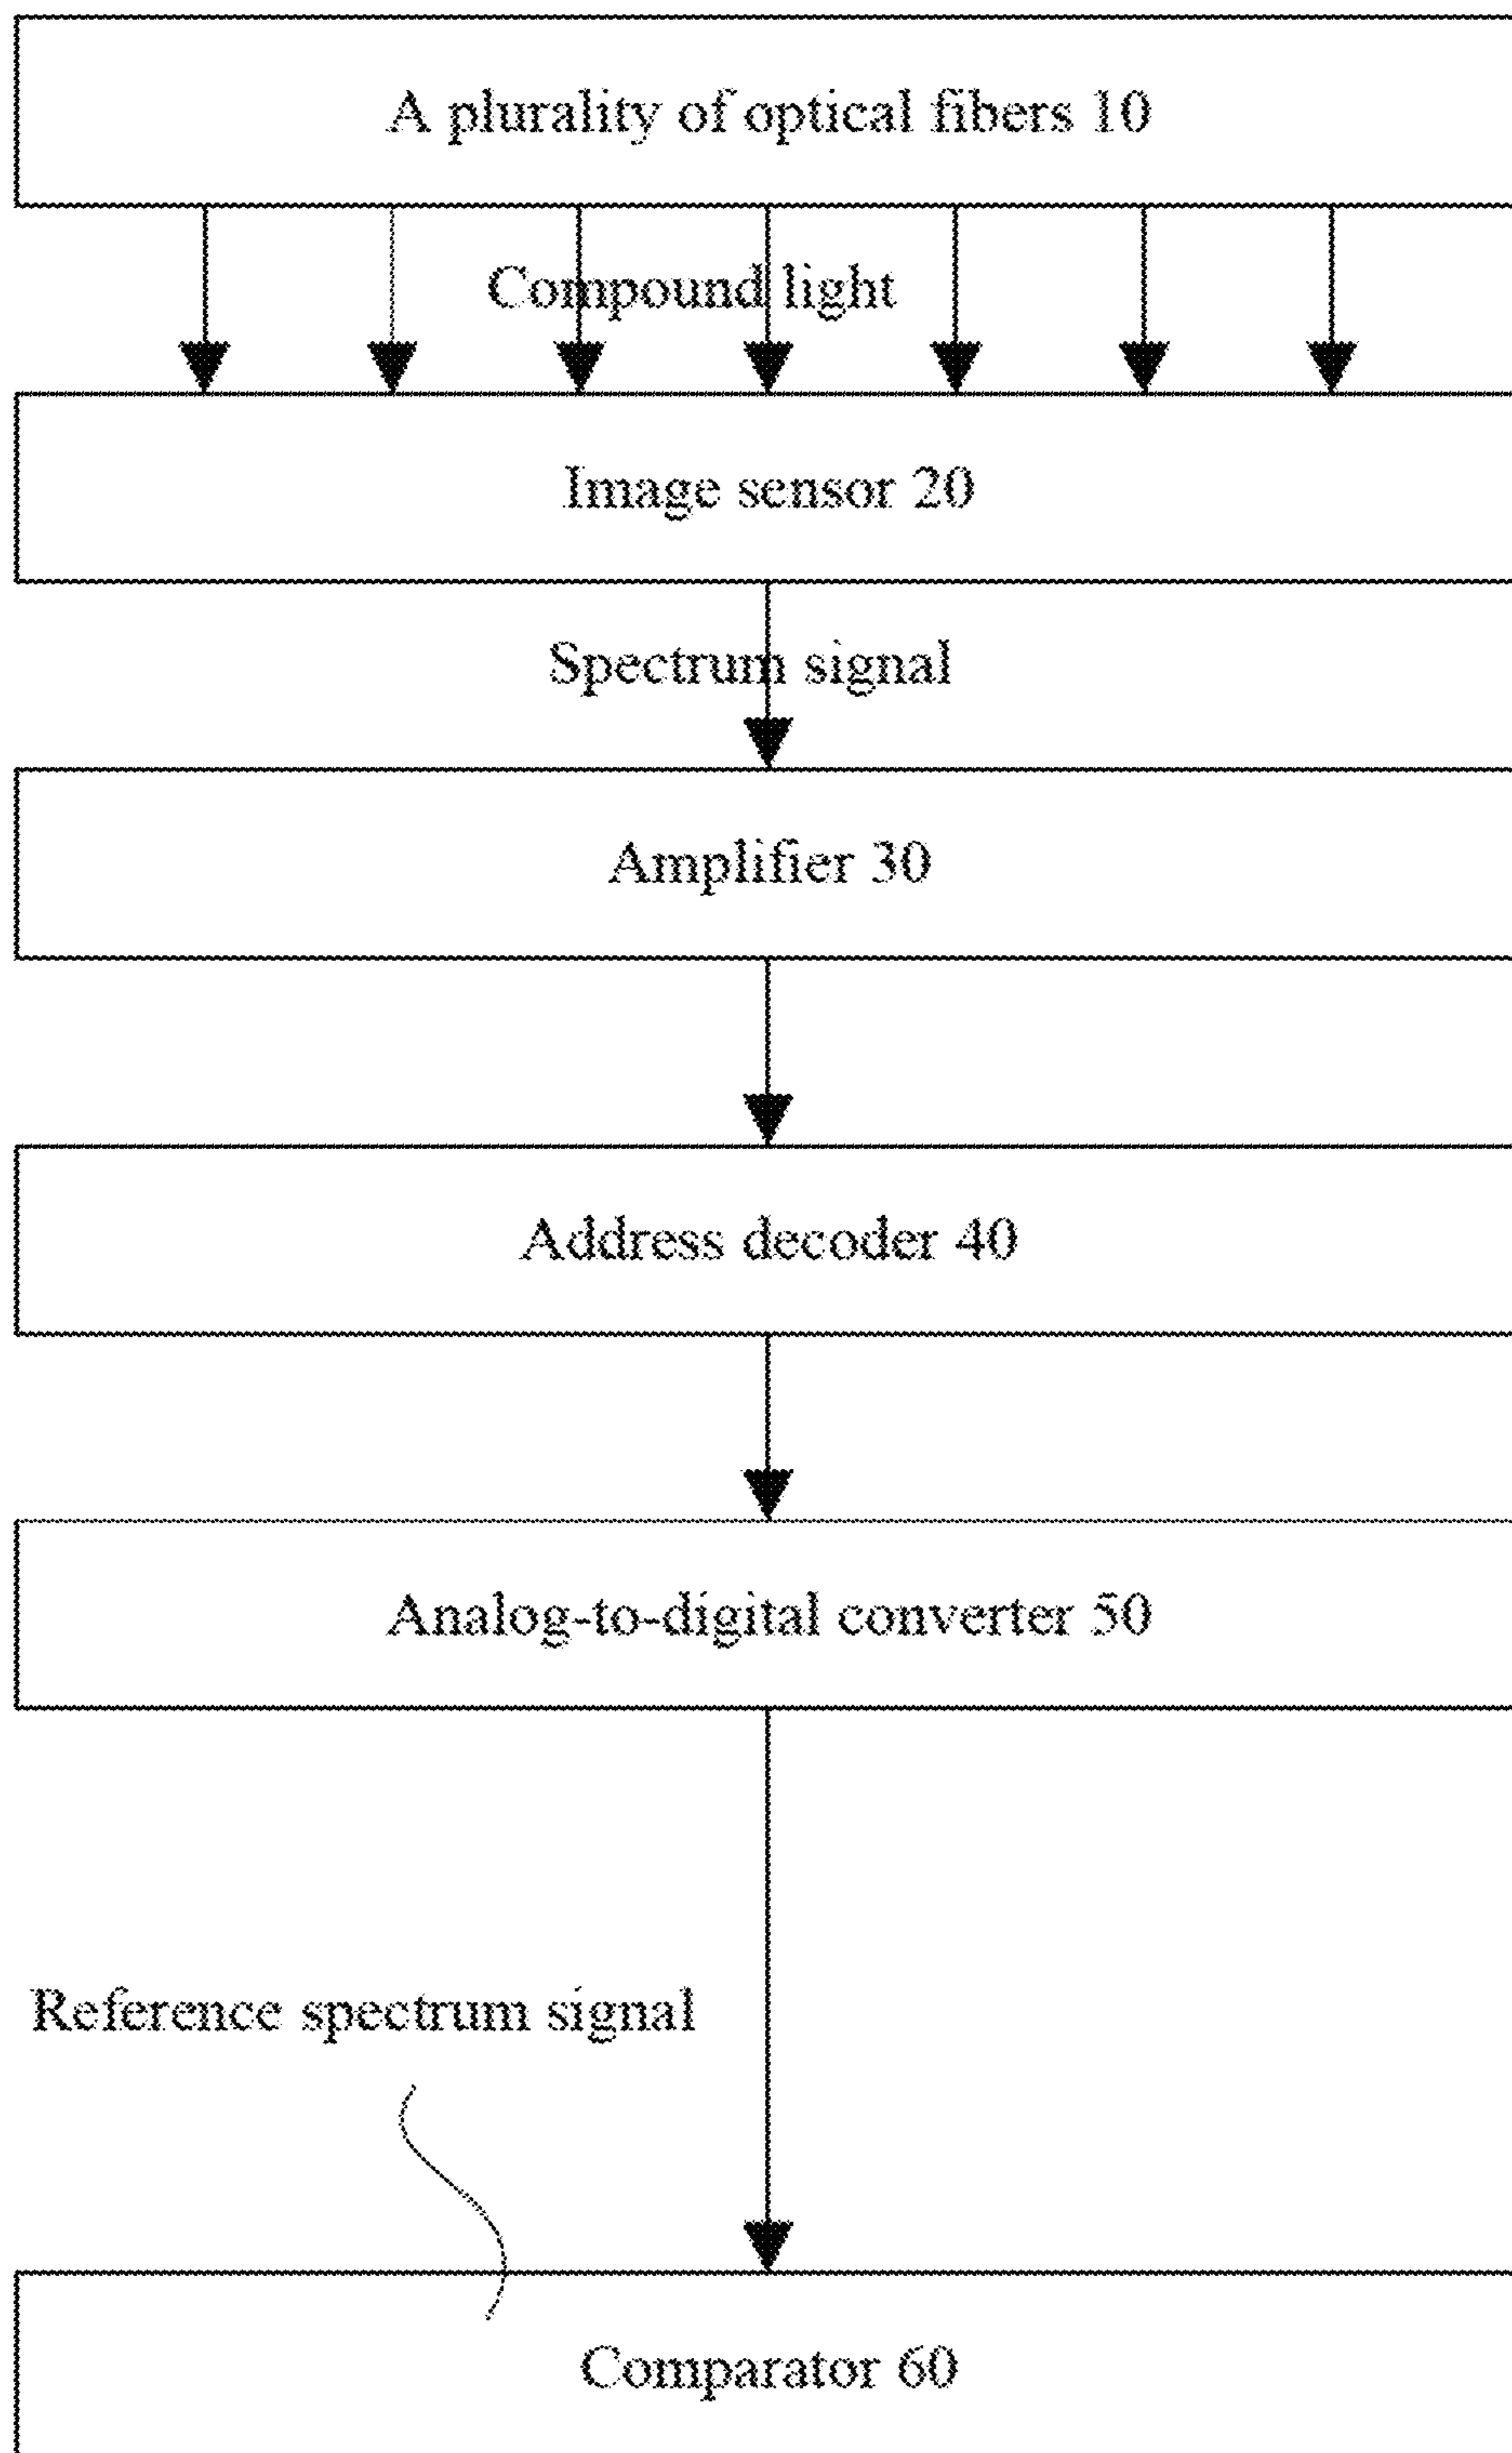 A plurality of optical fibers 10
Compound light
Image sensor 20
Spectrum signal
Amplifier 30
Address decoder 40
Analog-to-digital converter 50
Reference spectrum signal
Comparator 60